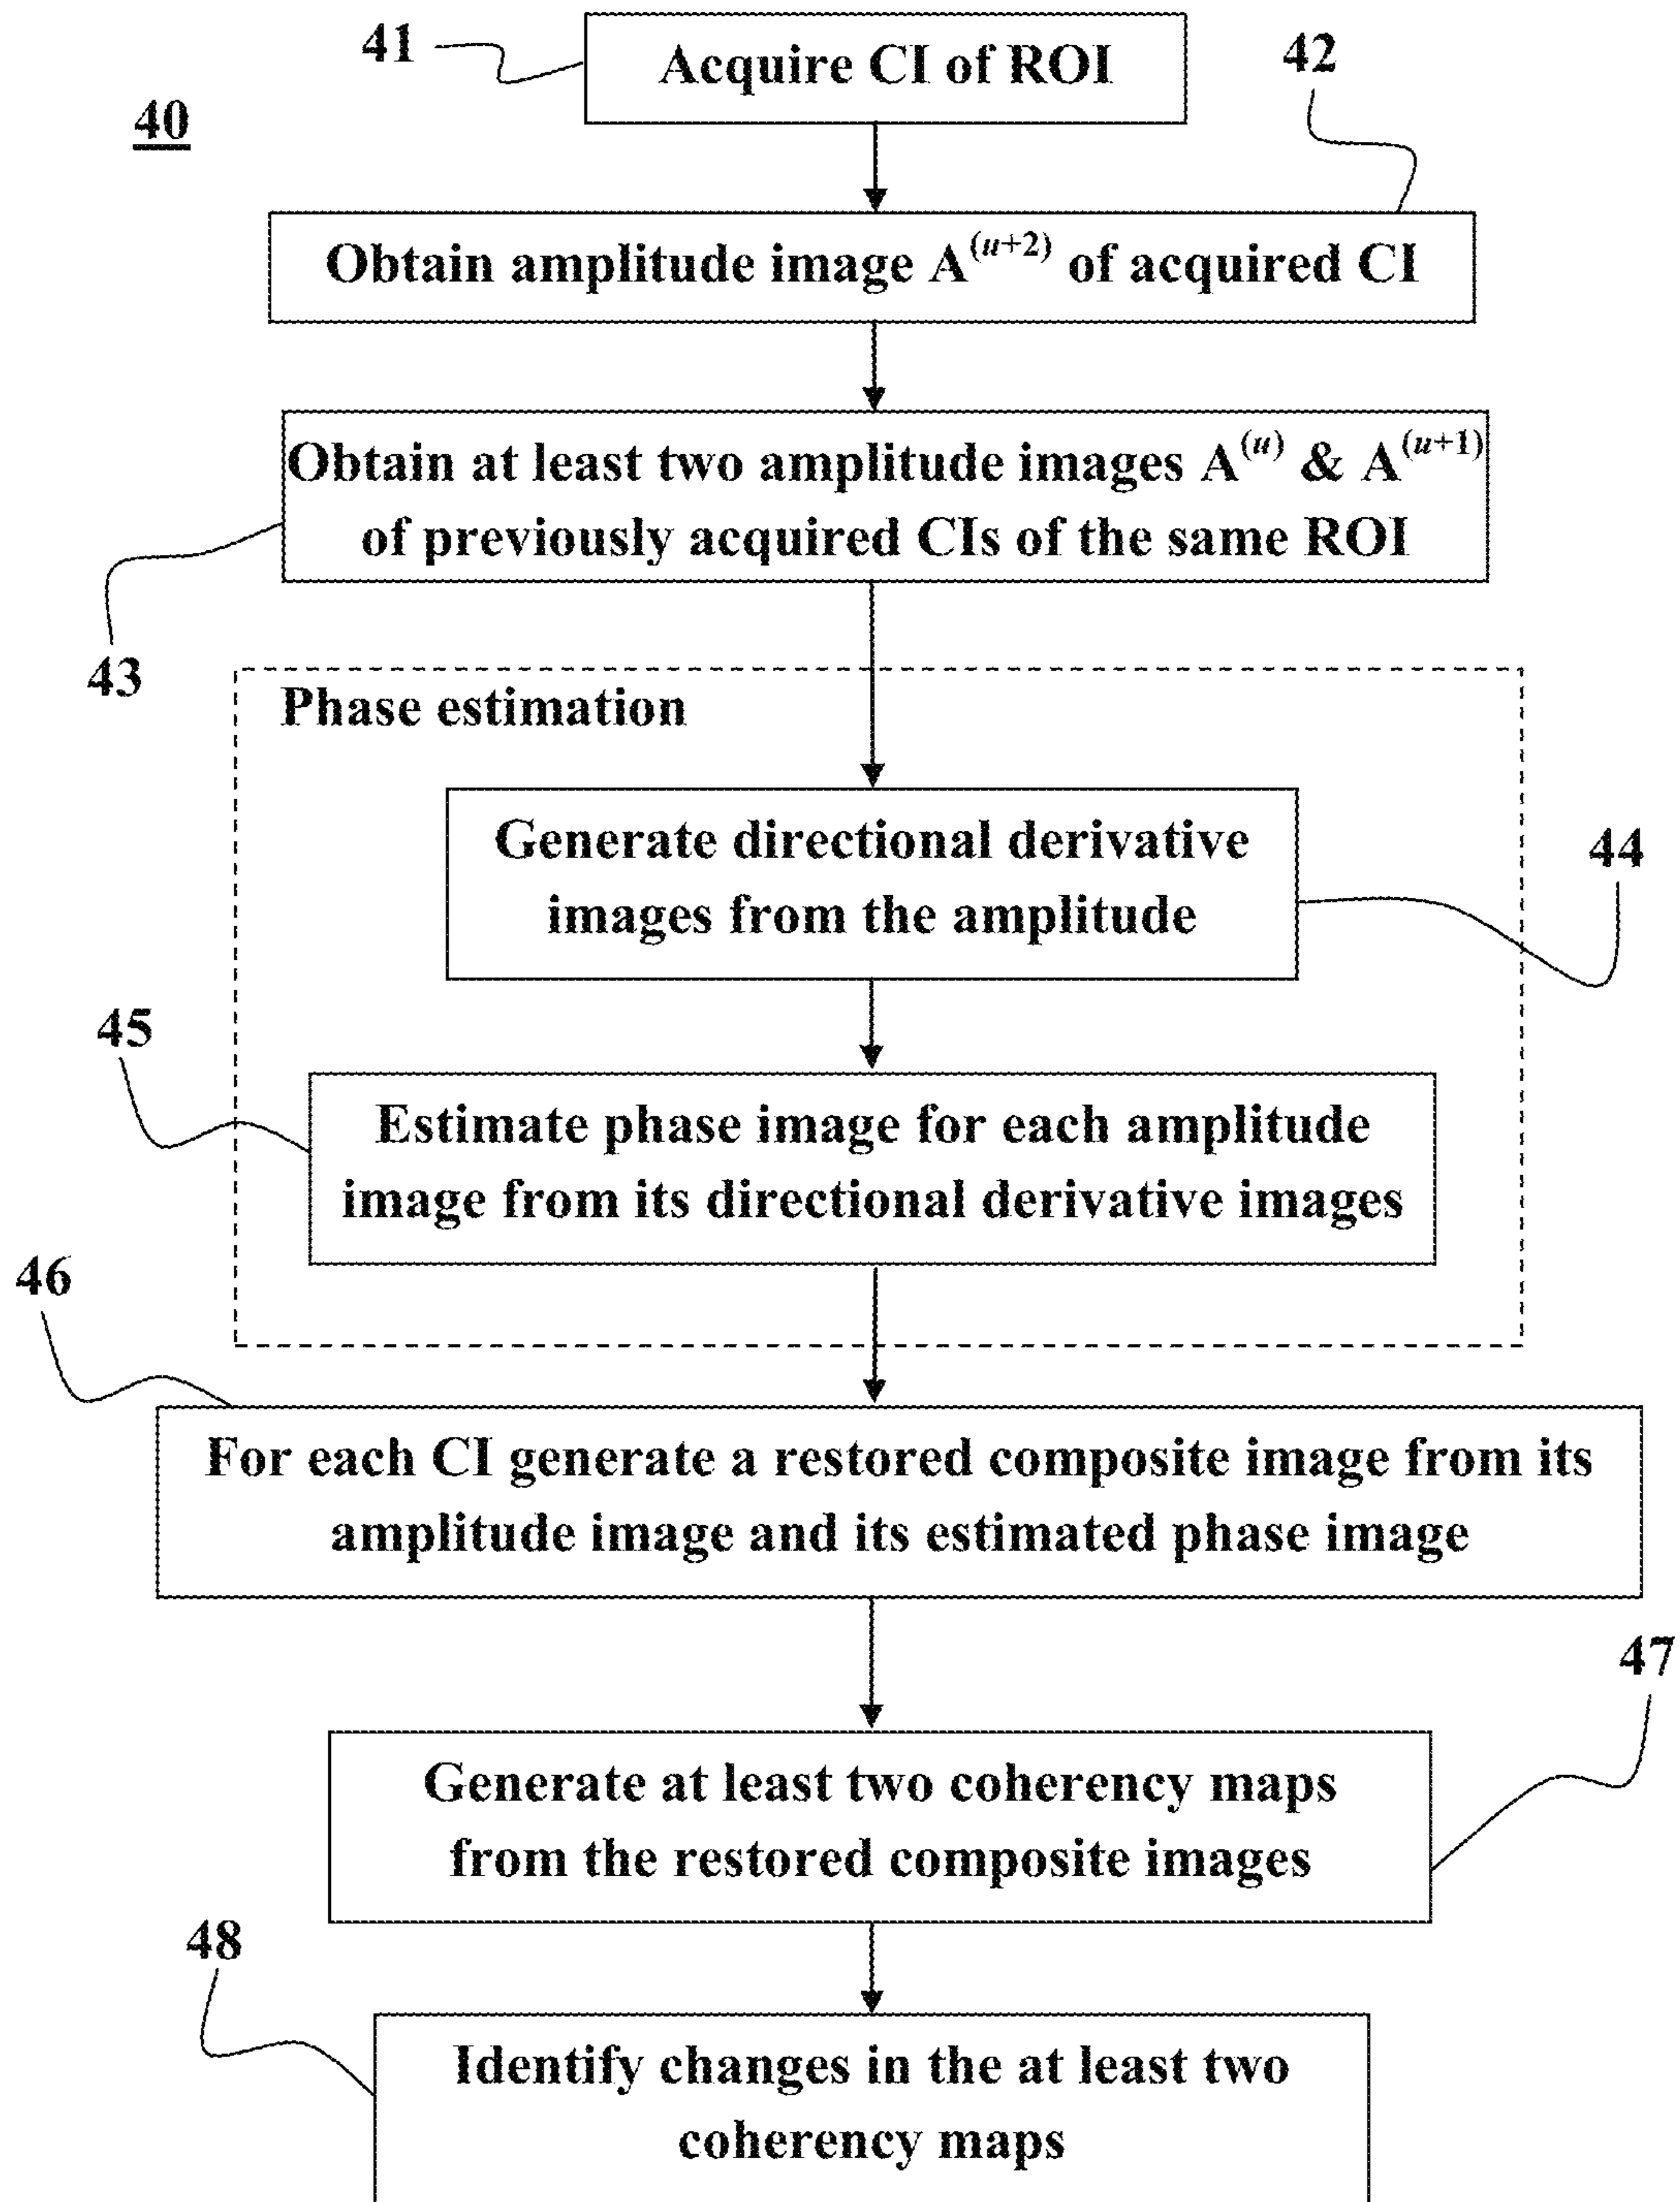 41
Acquire CI of ROI
42
40
Obtain amplitude image A^(u+2) of acquired CI
Obtain at least two amplitude images A^(u) & A^(u+1)
of previously acquired CIs of the same ROI
43
Phase estimation
Generate directional derivative
images from the amplitude
44
45
Estimate phase image for each amplitude
image from its directional derivative images
46
For each CI generate a restored composite image from its
amplitude image and its estimated phase image
47
Generate at least two coherency maps
from the restored composite images
48
Identify changes in the at least two
coherency maps